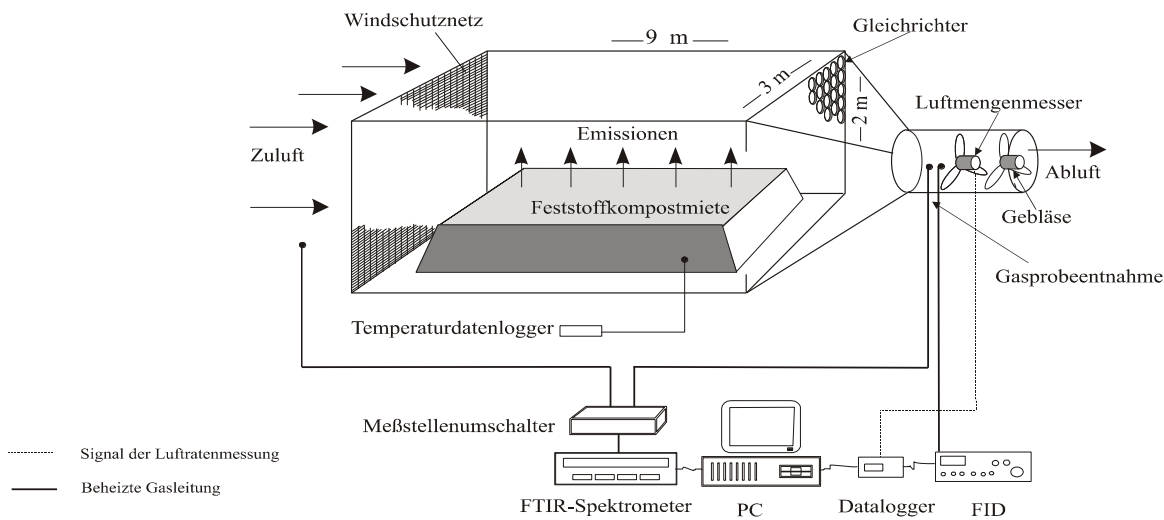 Windschutznetz
9 m
Gleichrichter
3 m
2 m
Luftmengenmesser
Emissionen
Zuluft
Abluft
Feststoffkompostmiete
Gebläse
Gasprobeentnahme
Temperaturdatenlogger
Meßstellenumschalter
Signal der Luftratenmessung
Beheizte Gasleitung
FTIR-Spektrometer
PC
Datalogger
FID